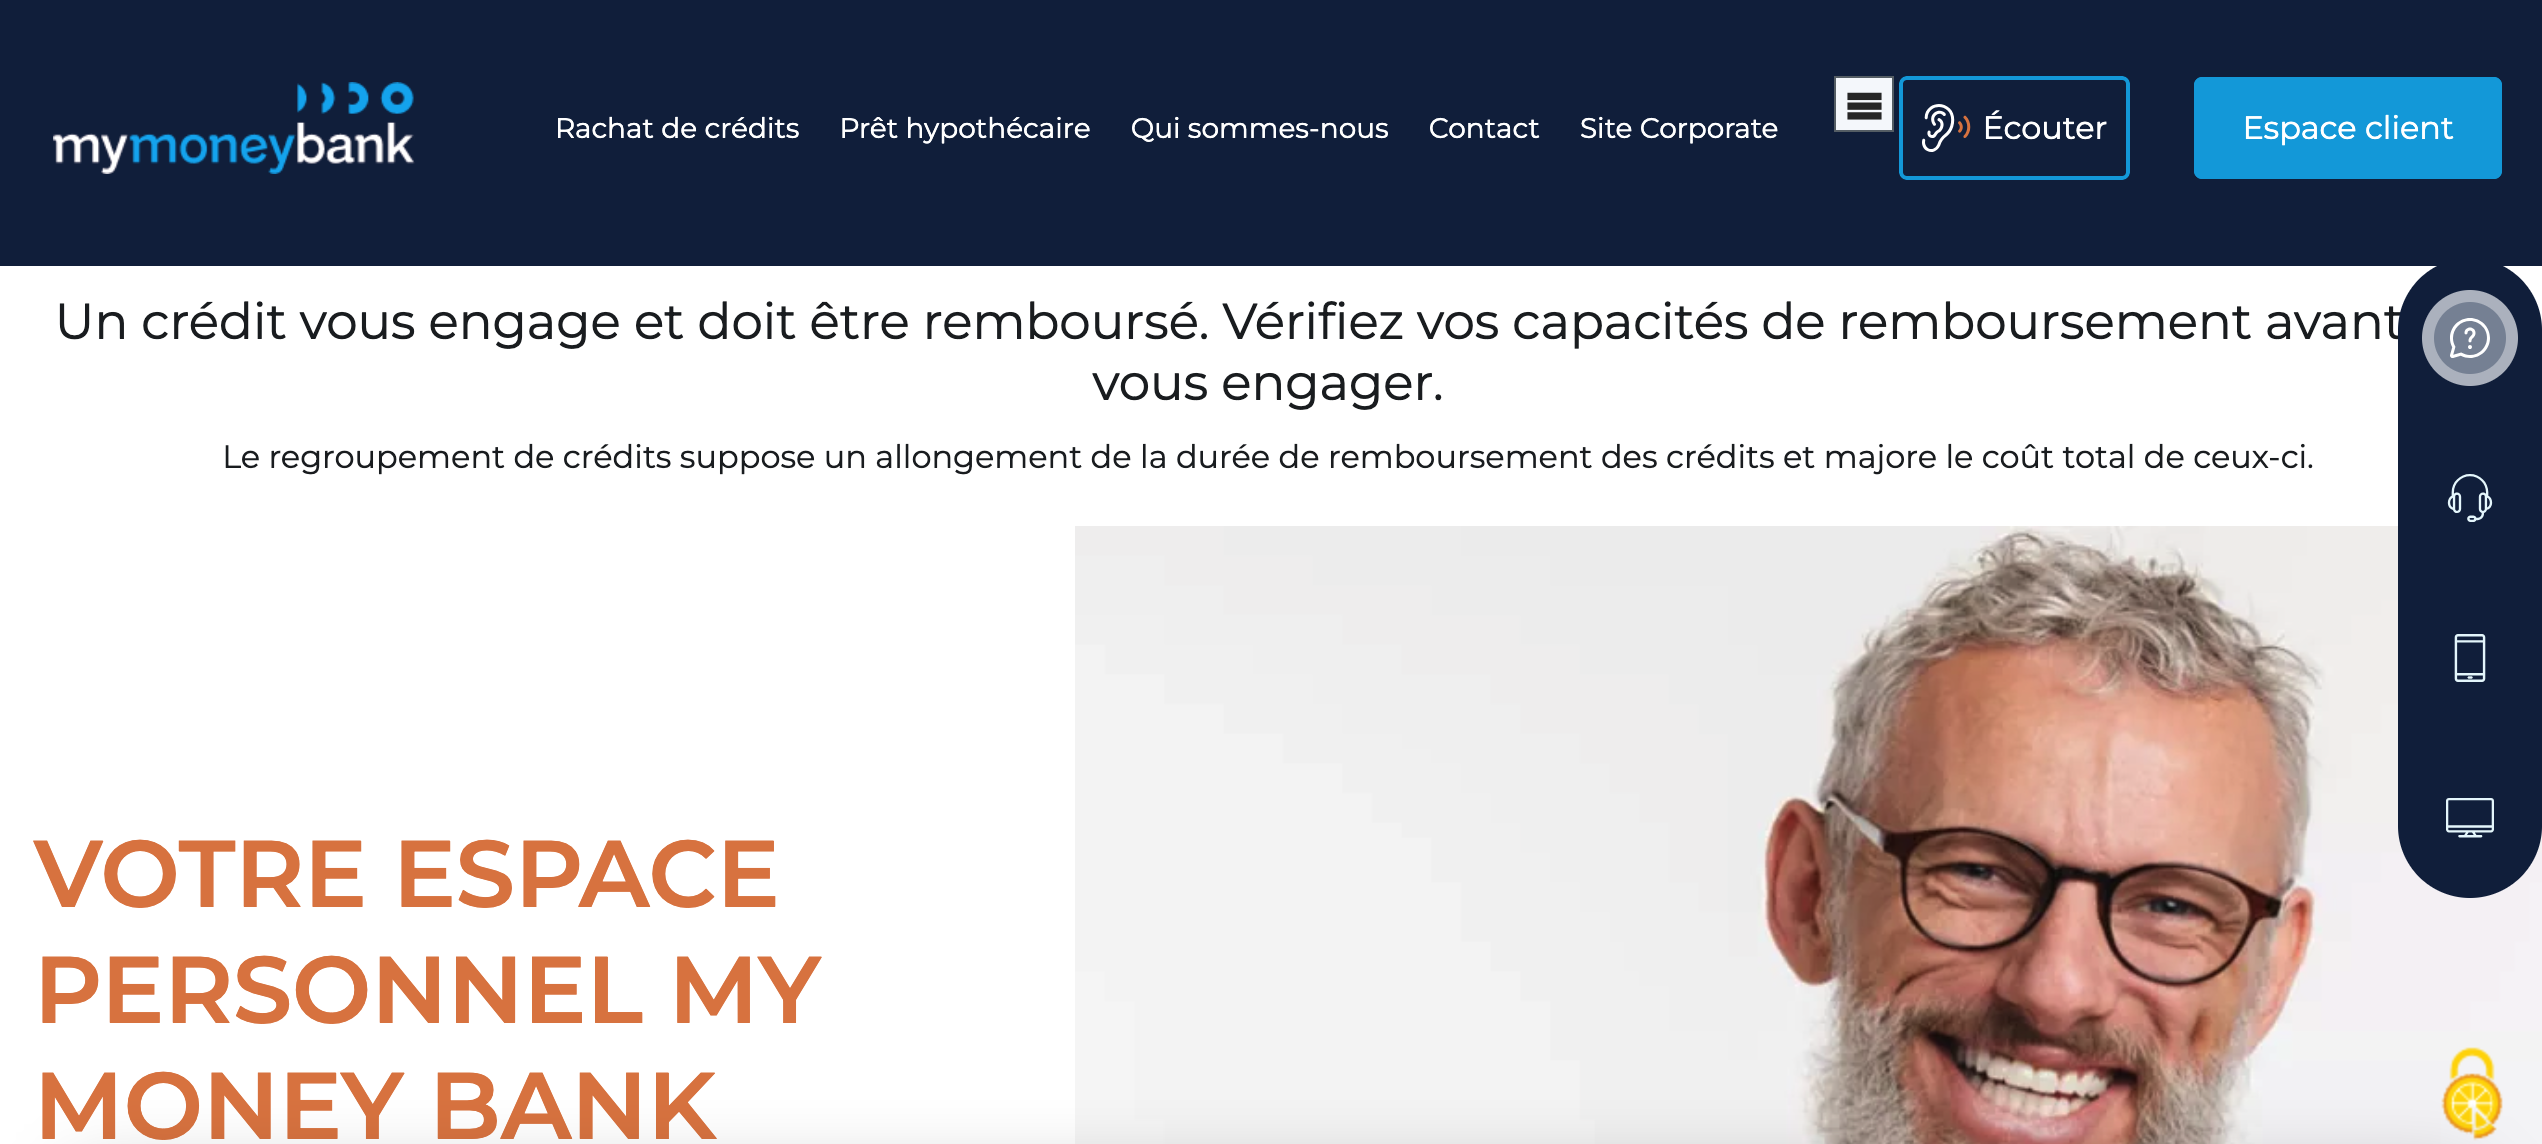 mymoneybank
Rachat de crédits
Prêt hypothécaire
Qui sommes-nous
Contact
Site Corporate
Écouter
Espace client
Un crédit vous engage et doit être remboursé. Vérifiez vos capacités de remboursement avant
vous engager.
Le regroupement de crédits suppose un allongement de la durée de remboursement des crédits et majore le coût total de ceux-ci.
VOTRE ESPACE
PERSONNEL MY
MONEY BANK